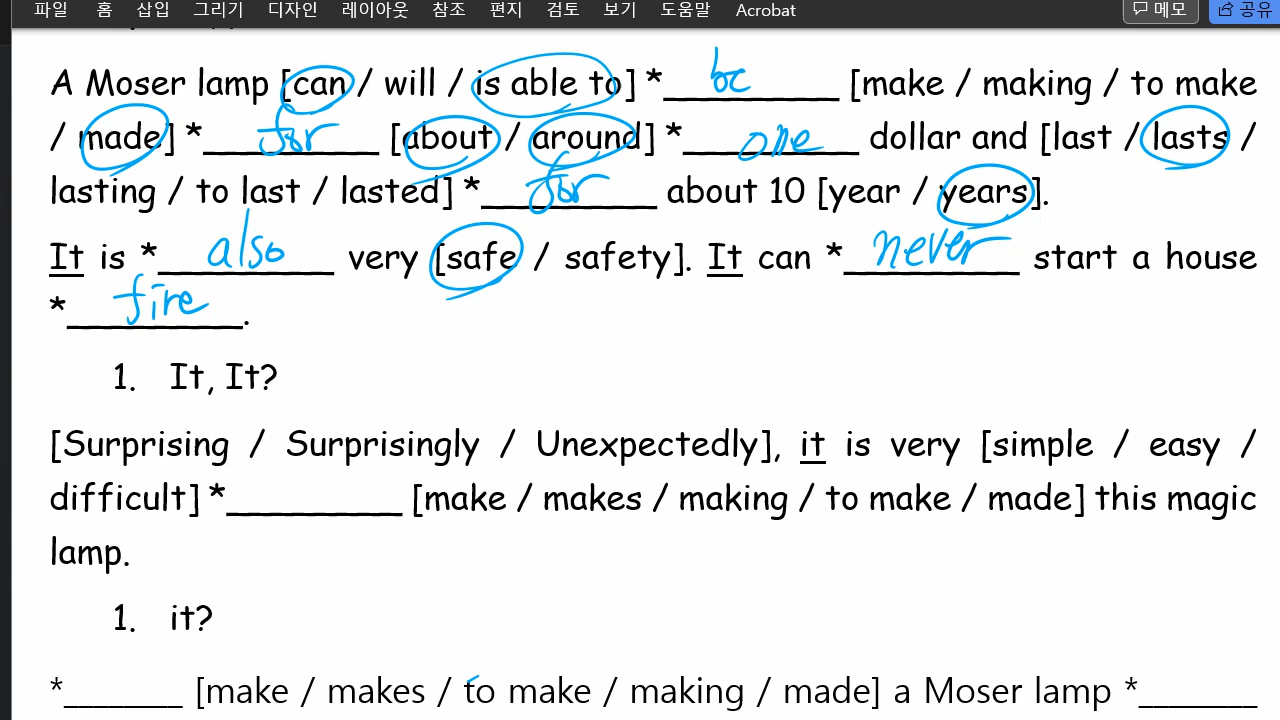 파일 홈 삽입 그리기 디자인 레이아웃 참조 편지 검토 보기 도움말 Acrobat 메모 공유
A Moser lamp [can / will / is able to] *be [make / making / to make
/ made] *for [about / around] *one dollar and [last / lasts /
lasting / to last / lasted] *for about 10 [year / years].
It is *also very [safe / safety]. It can *never start a house
*fire.
1. It, It?
[Surprising / Surprisingly / Unexpectedly], it is very [simple / easy /
difficult] *_________ [make / makes / making / to make / made] this magic
lamp.
1. it?
*_______ [make / makes / to make / making / made] a Moser lamp *_______